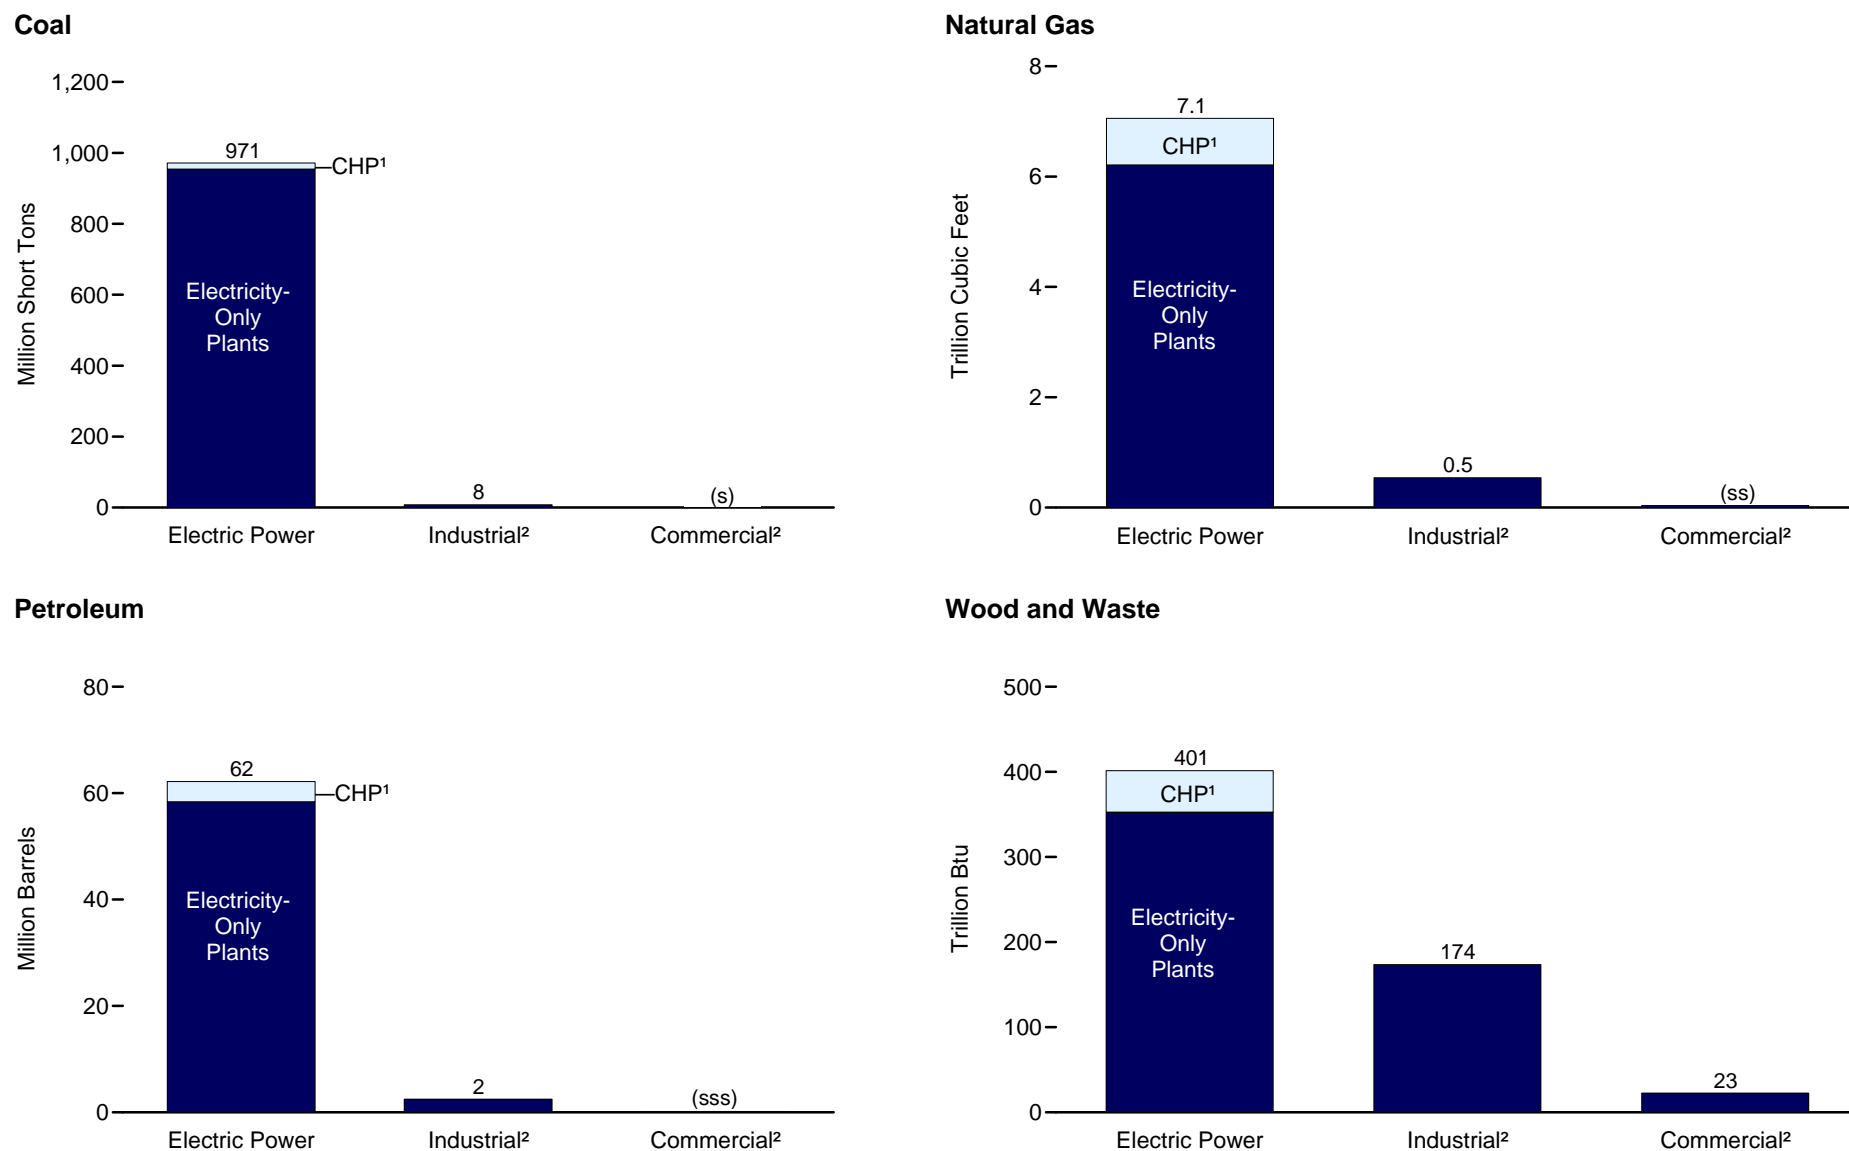 Coal
Million Short Tons
1,200
1,000
800
600
400
200
0
971
CHP¹
Electricity-
Only
Plants
8
(s)
Electric Power
Industrial²
Commercial²
Natural Gas
Trillion Cubic Feet
8
6
4
2
0
7.1
CHP¹
Electricity-
Only
Plants
0.5
(ss)
Electric Power
Industrial²
Commercial²
Petroleum
Million Barrels
80
60
40
20
0
62
CHP¹
Electricity-
Only
Plants
2
(sss)
Electric Power
Industrial²
Commercial²
Wood and Waste
Trillion Btu
500
400
300
200
100
0
401
CHP¹
Electricity-
Only
Plants
174
23
Electric Power
Industrial²
Commercial²